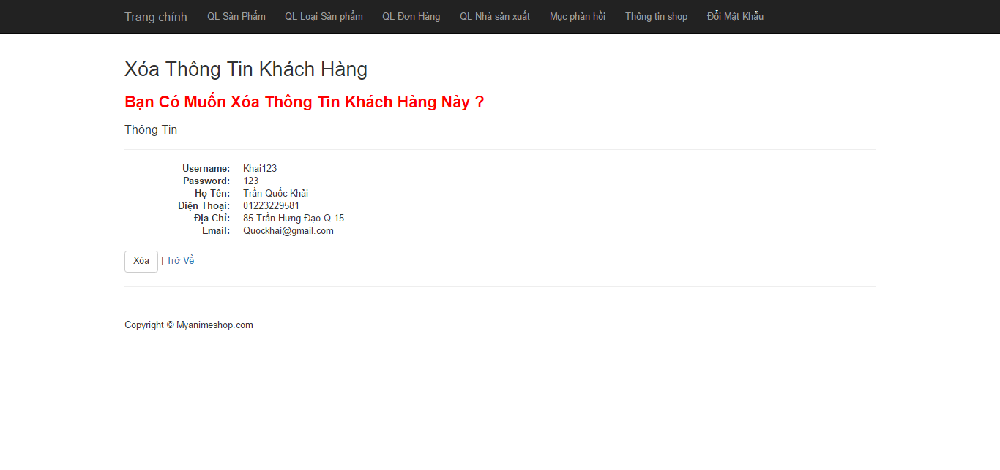 Trang chính QL Sản Phẩm QL Loại Sản phẩm QL Đơn Hàng QL Nhà sản xuất Mục phản hồi Thông tin shop Đổi Mật Khẫu
Xóa Thông Tin Khách Hàng
Bạn Có Muốn Xóa Thông Tin Khách Hàng Này ?
Thông Tin
Username: Khai123
Password: 123
Họ Tên: Trần Quốc Khải
Điện Thoại: 01223229581
Địa Chỉ: 85 Trần Hưng Đạo Q.15
Email: Quockhai@gmail.com
Xóa | Trở Về
Copyright © Myanimeshop.com